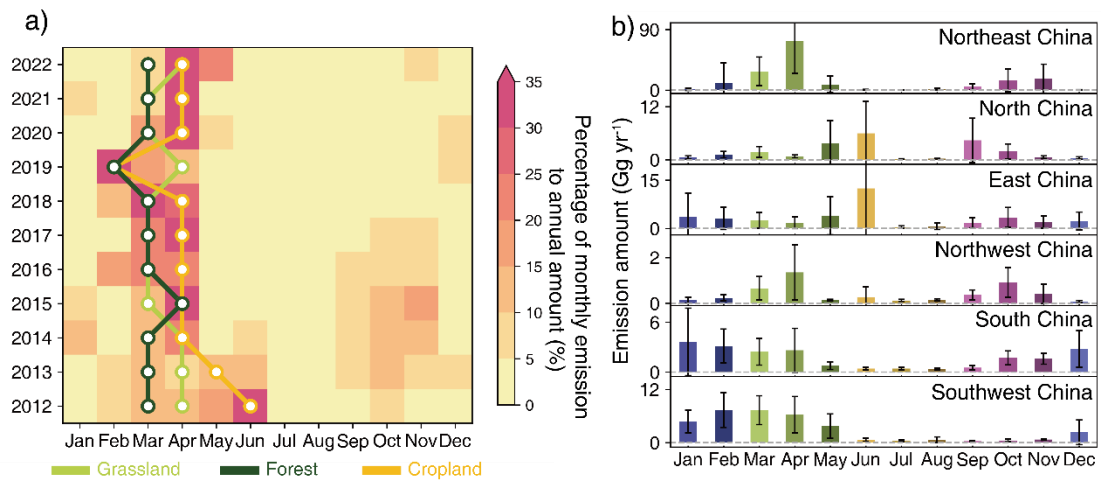 a)
2022
2021
2020
2019
2018
2017
2016
2015
2014
2013
2012
Jan Feb Mar Apr May Jun Jul Aug Sep Oct Nov Dec
Grassland Forest Cropland
35
30
25
20
15
10
5
0
Percentage of monthly emission
to annual amount (%)
b)
Emission amount (Gg yr⁻¹)
90
0
Northeast China
12
0
North China
15
0
East China
2
0
Northwest China
6
0
South China
12
0
Southwest China
Jan Feb Mar Apr May Jun Jul Aug Sep Oct Nov Dec